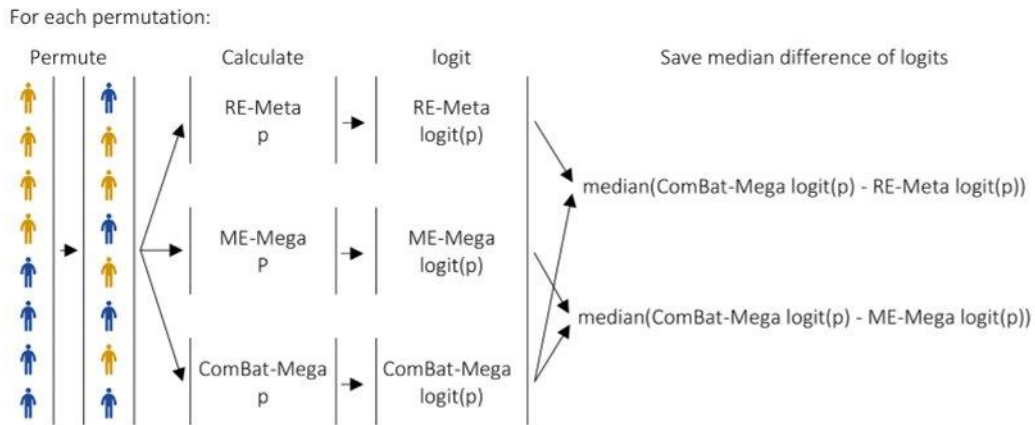 For each permutation:
Permute
Calculate
logit
Save median difference of logits
RE-Meta
p
RE-Meta
logit(p)
median(ComBat-Mega logit(p) - RE-Meta logit(p))
ME-Mega
P
ME-Mega
logit(p)
median(ComBat-Mega logit(p) - ME-Mega logit(p))
ComBat-Mega
p
ComBat-Mega
logit(p)